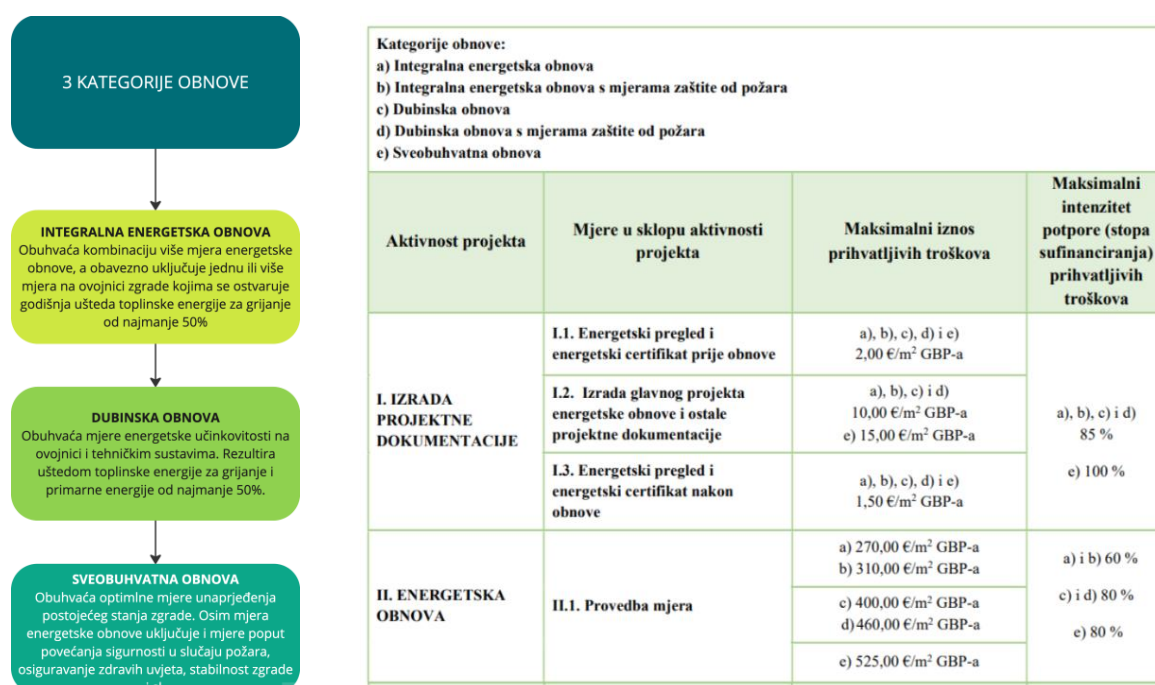 3 KATEGORIJE OBNOVE
INTEGRALNA ENERGETSKA OBNOVA
Obuhvaća kombinaciju više mjera energetske
obnove, a obavezno uključuje jednu ili više
mjera na ovojnici zgrade kojima se ostvaruje
godišnja ušteda toplinske energije za grijanje
od najmanje 50%
DUBINSKA OBNOVA
Obuhvaća mjere energetske učinkovitosti na
ovojnici i tehničkim sustavima. Rezultira
uštedom toplinske energije za grijanje i
primarne energije od najmanje 50%.
SVEOBUHVATNA OBNOVA
Obuhvaća optimlne mjere unaprjeđenja
postojećeg stanja zgrade. Osim mjera
energetske obnove uključuje i mjere poput
povećanja sigurnosti u slučaju požara,
osiguravanje zdravih uvjeta, stabilnost zgrade
Kategorije obnove:
a) Integralna energetska obnova
b) Integralna energetska obnova s mjerama zaštite od požara
c) Dubinska obnova
d) Dubinska obnova s mjerama zaštite od požara
e) Sveobuhvatna obnova
Aktivnost projekta
Mjere u sklopu aktivnosti
projekta
Maksimalni iznos
prihvatljivih troškova
Maksimalni
intenzitet
potpore (stopa
sufinanciranja)
prihvatljivih
troškova
I. IZRADA
PROJEKTNE
DOKUMENTACIJE
I.1. Energetski pregled i
energetski certifikat prije obnove
a), b), c), d) i e)
2,00 €/m² GBP-a
I.2. Izrada glavnog projekta
energetske obnove i ostale
projektne dokumentacije
a), b), c) i d)
10,00 €/m² GBP-a
e) 15,00 €/m² GBP-a
I.3. Energetski pregled i
energetski certifikat nakon
obnove
a), b), c), d) i e)
1,50 €/m² GBP-a
a), b), c) i d)
85 %
e) 100 %
II. ENERGETSKA
OBNOVA
II.1. Provedba mjera
a) 270,00 €/m² GBP-a
b) 310,00 €/m² GBP-a
c) 400,00 €/m² GBP-a
d) 460,00 €/m² GBP-a
e) 525,00 €/m² GBP-a
a) i b) 60 %
c) i d) 80 %
e) 80 %